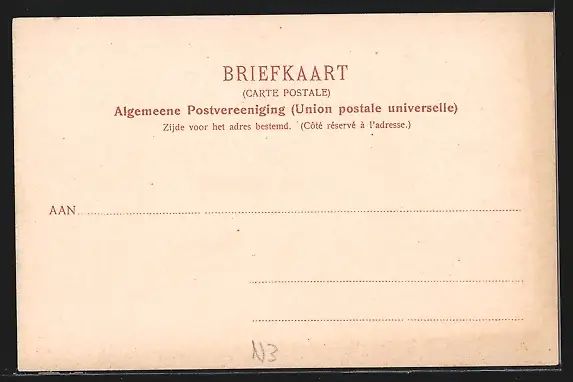 BRIEFKAART
(CARTE POSTALE)
Algemeene Postvereeniging (Union postale universelle)
Zijde voor het adres bestemd. (Côté réservé à l'adresse.)
AAN
N3